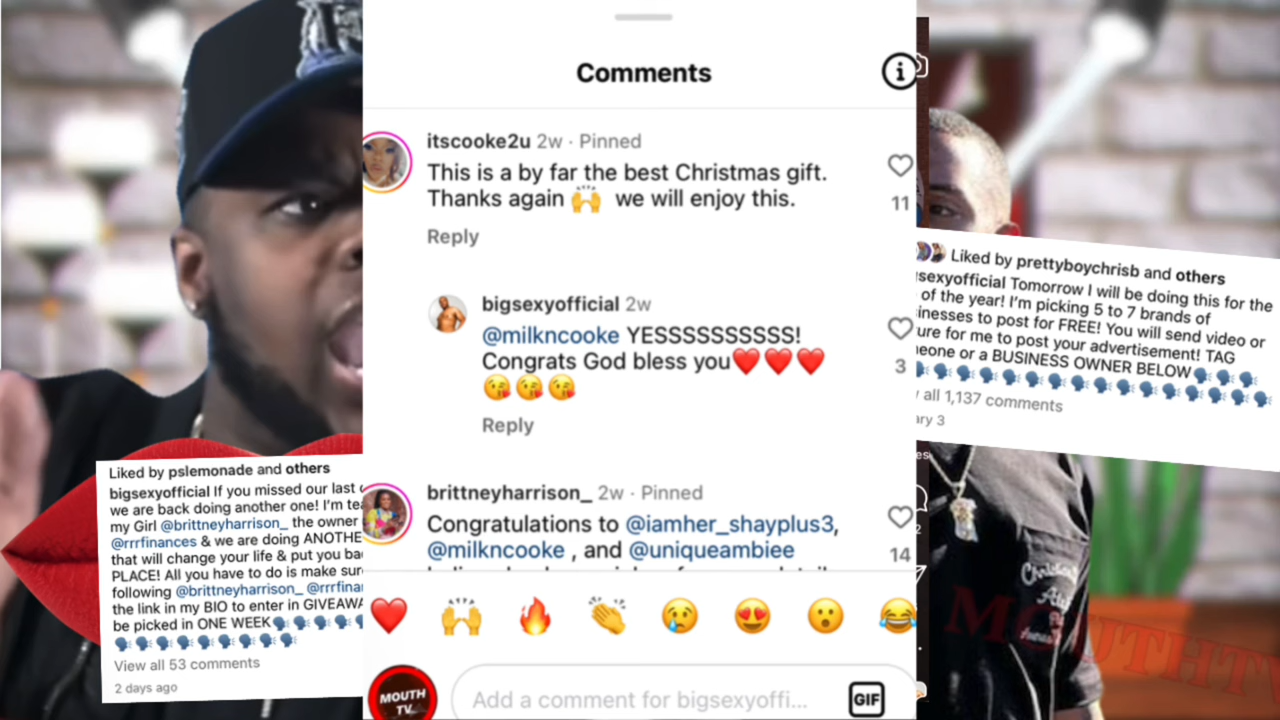 Comments
itscooke2u 2w · Pinned
This is a by far the best Christmas gift.
Thanks again 🙌 we will enjoy this.
11
Reply
bigsexyofficial 2w
@milkncooke YESSSSSSSSSS!
Congrats God bless you❤️❤️❤️
😘😘😘
3
Reply
brittneyharrison_ 2w · Pinned
Congratulations to @iamher_shayplus3,
@milkncooke , and @uniqueambiee
14
❤️🙌🔥👏😢😍😮😂
MOUTH
TV
Add a comment for bigsexyoffi...
GIF
Liked by pslemonade and others
bigsexyofficial If you missed our last
we are back doing another one! I'm
my Girl @brittneyharrison_ the owner
@rrrfinances & we are doing ANOTHE
that will change your life & put you
PLACE! All you have to do is make sur
following @brittneyharrison_ @rrrfinan
the link in my BIO to enter in GIVEAWA
be picked in ONE WEEK🗣🗣🗣🗣🗣
🗣🗣🗣🗣🗣🗣🗣🗣🗣🗣
View all 53 comments
2 days ago
Liked by prettyboychrisb and others
sexyofficial Tomorrow I will be doing this for the
of the year! I'm picking 5 to 7 brands of
inesses to post for FREE! You will send video or
ure for me to post your advertisement! TAG
eone or a BUSINESS OWNER BELOW🗣🗣🗣
🗣🗣🗣🗣🗣🗣🗣🗣🗣🗣🗣🗣🗣
all 1,137 comments
ary 3
MOUTHTV